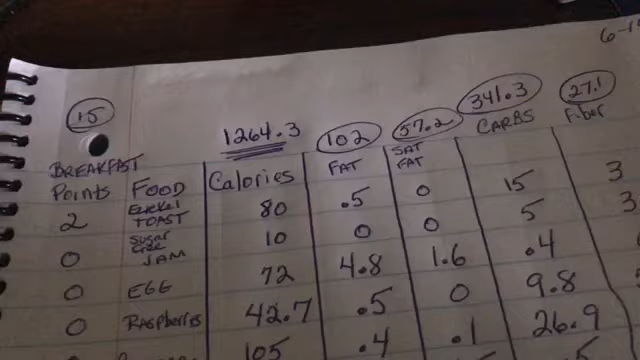 6-1
15
1264.3 102 57.2 341.3 27.1
BREAKFAST
Points FOOD Calories FAT SAT FAT CARBS Fiber
2 Ezekiel TOAST 80 .5 0 15 3
0 Sugar free JAM 10 0 0 5 3
0 EGG 72 4.8 1.6 .4
0 Raspberries 42.7 .5 0 9.8
105 .4 .1 26.9